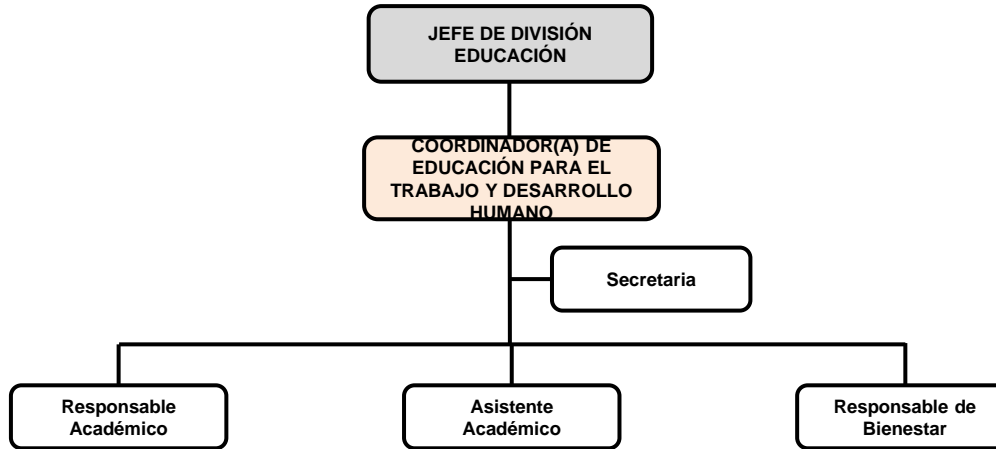 JEFE DE DIVISIÓN
EDUCACIÓN
COORDINADOR(A) DE
EDUCACIÓN PARA EL
TRABAJO Y DESARROLLO
HUMANO
Secretaria
Responsable
Académico
Asistente
Académico
Responsable de
Bienestar